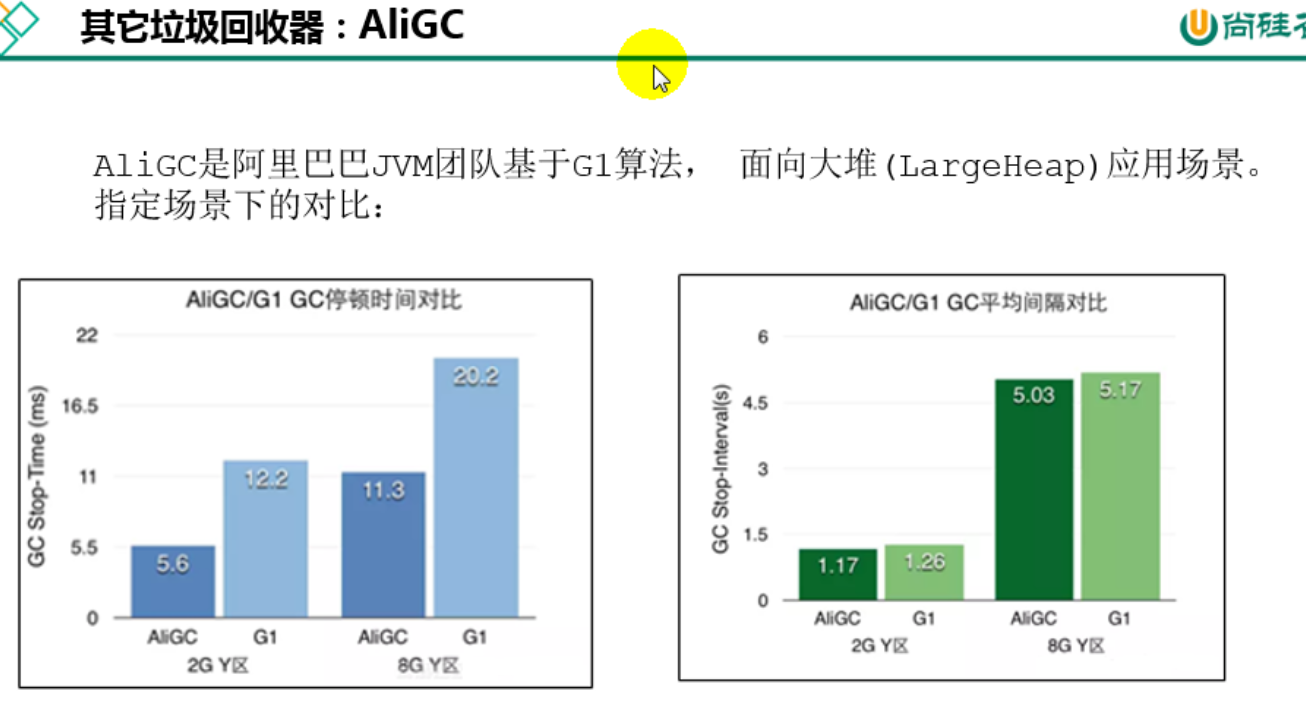 其它垃圾回收器：AliGC
尚硅
AliGC是阿里巴巴JVM团队基于G1算法， 面向大堆(LargeHeap)应用场景。
指定场景下的对比：
AliGC/G1 GC停顿时间对比
GC Stop-Time (ms)
22
16.5
11
5.5
0
5.6
12.2
11.3
20.2
AliGC G1 AliGC G1
2G Y区 8G Y区
AliGC/G1 GC平均间隔对比
GC Stop-Interval(s)
6
4.5
3
1.5
0
1.17
1.26
5.03
5.17
AliGC G1 AliGC G1
2G Y区 8G Y区